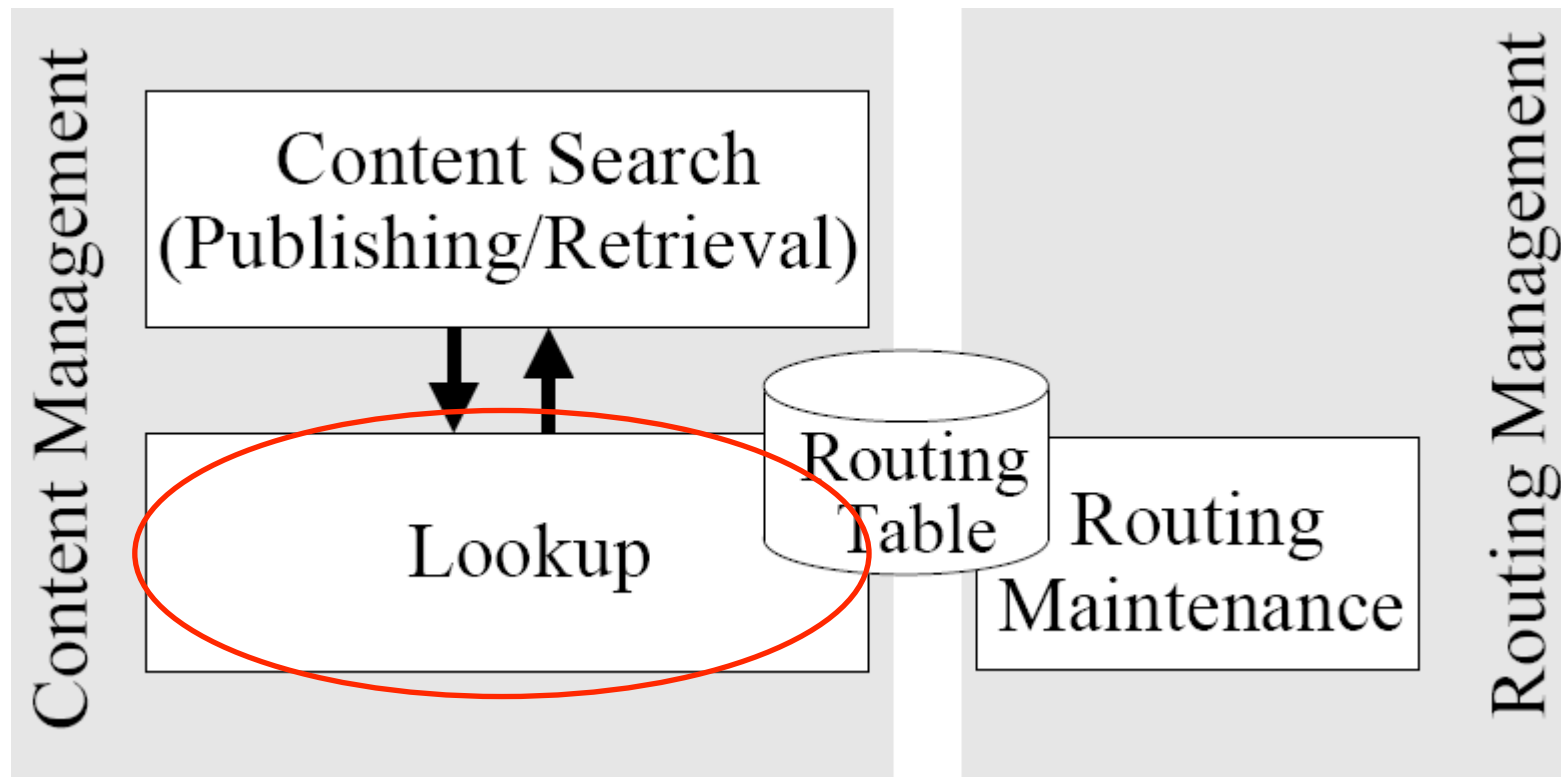 Content Management
Content Search
(Publishing/Retrieval)
Lookup
Routing
Table
Routing
Maintenance
Routing Management